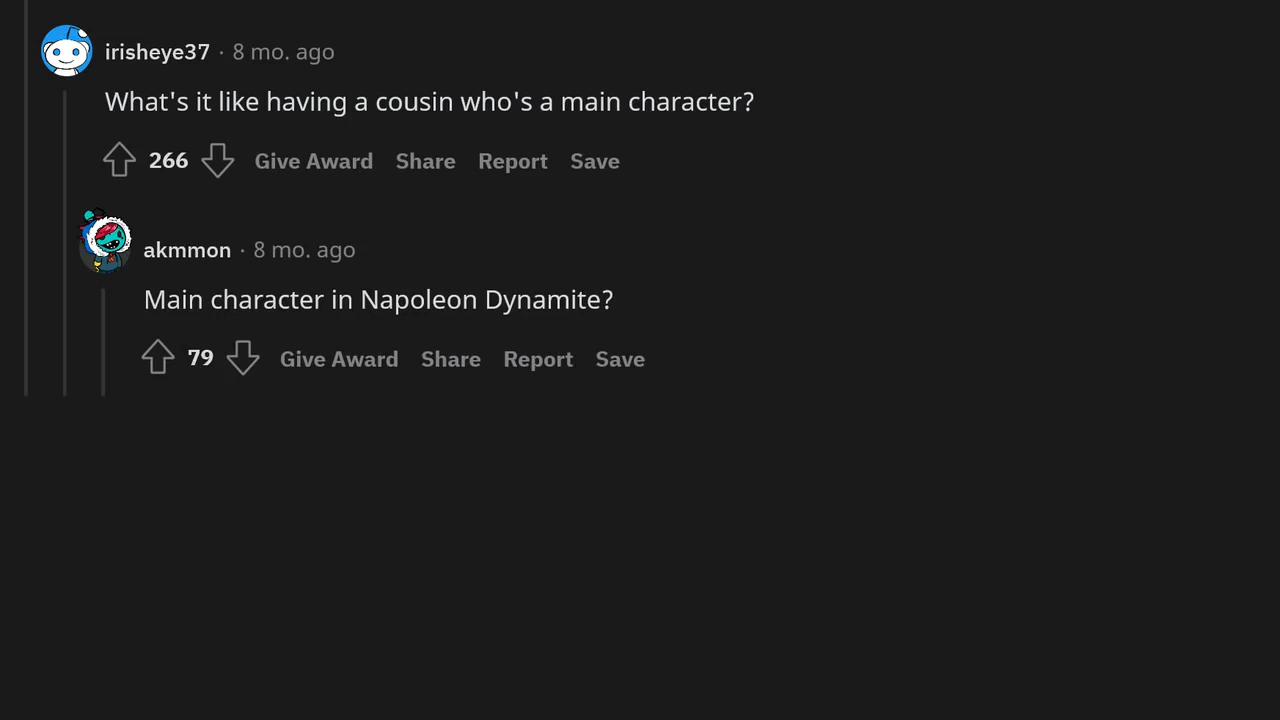 irisheye37 · 8 mo. ago
What's it like having a cousin who's a main character?
266 Give Award Share Report Save
akmmon · 8 mo. ago
Main character in Napoleon Dynamite?
79 Give Award Share Report Save